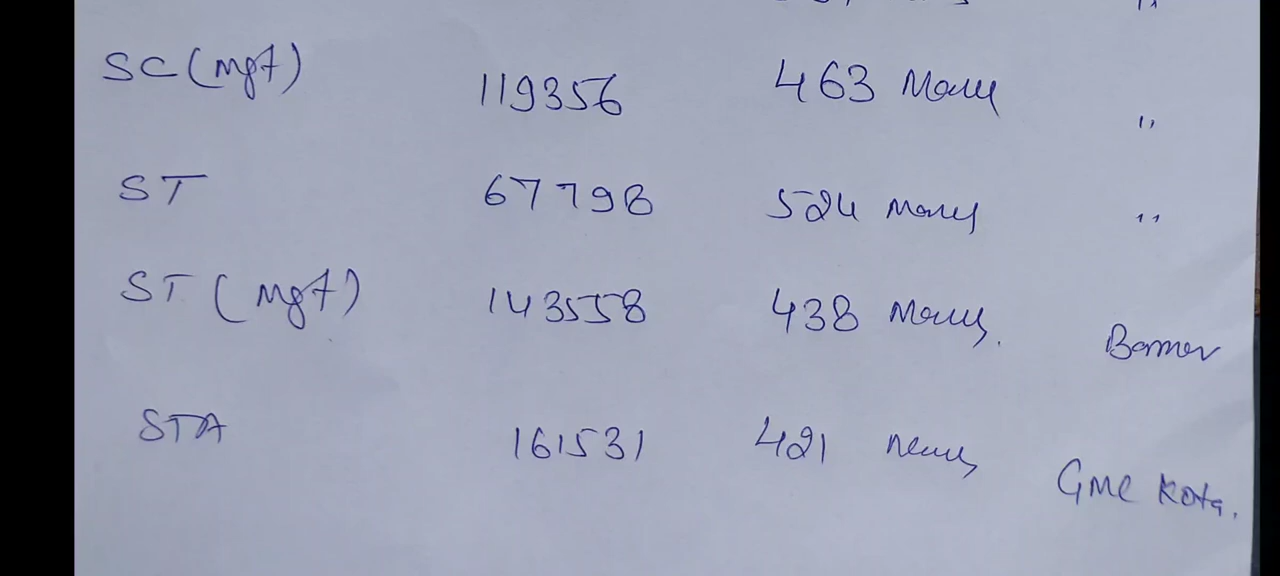 SC (Mgt) 119356 463 Marks ,,
ST 67798 524 Marks ,,
ST (Mgt) 143558 438 Marks. Barmer
STA 161531 421 Marks GMC Kota.